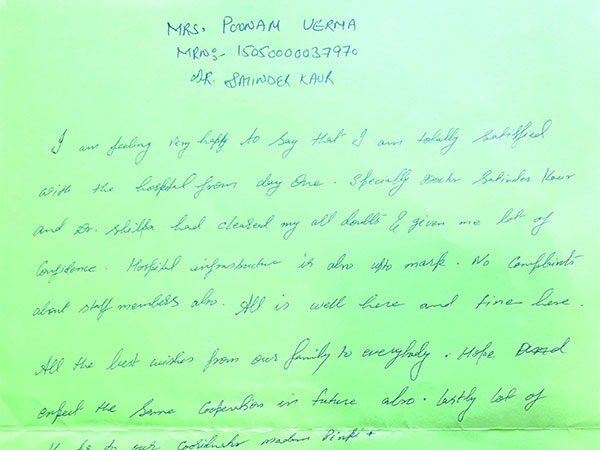 MRS. POONAM VERMA
MRNo:- 15050000037970
DR. SATINDER KAUR
I am feeling very happy to say that I am totally satisfied
with the hospital from day One. Specially Doctor Satinder Kaur
and Dr. Shilpa had cleared my all doubts & given me lot of
Confidence. Hospital infrastructure is also upto mark. No Complaints
about staff members also. All is well here and fine here.
All the best wishes from our family to everybody. Hope and
expect the Same Cooperation in future also. Lastly lot of
to our Coordinator madam Pinki +